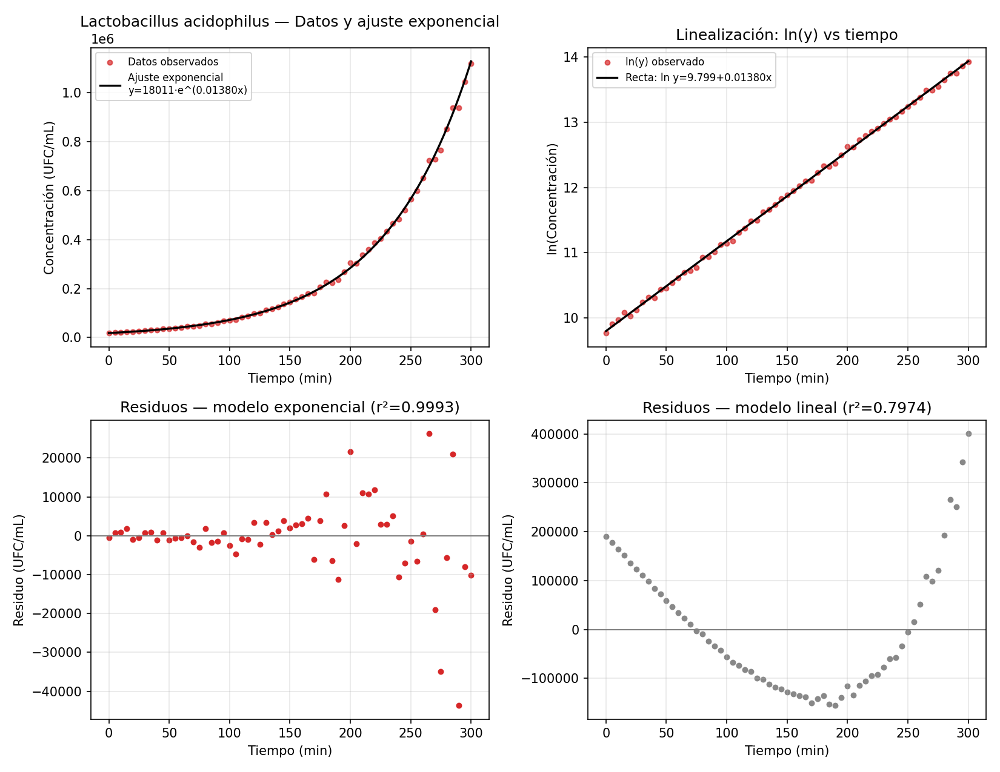 Lactobacillus acidophilus — Datos y ajuste exponencial
1e6
Datos observados
Ajuste exponencial
y=18011·e^(0.01380x)
Concentración (UFC/mL)
1.0
0.8
0.6
0.4
0.2
0.0
0 50 100 150 200 250 300
Tiempo (min)
Linealización: ln(y) vs tiempo
ln(y) observado
Recta: ln y=9.799+0.01380x
ln(Concentración)
14
13
12
11
10
0 50 100 150 200 250 300
Tiempo (min)
Residuos — modelo exponencial (r²=0.9993)
Residuo (UFC/mL)
20000
10000
0
−10000
−20000
−30000
−40000
0 50 100 150 200 250 300
Tiempo (min)
Residuos — modelo lineal (r²=0.7974)
Residuo (UFC/mL)
400000
300000
200000
100000
0
−100000
0 50 100 150 200 250 300
Tiempo (min)